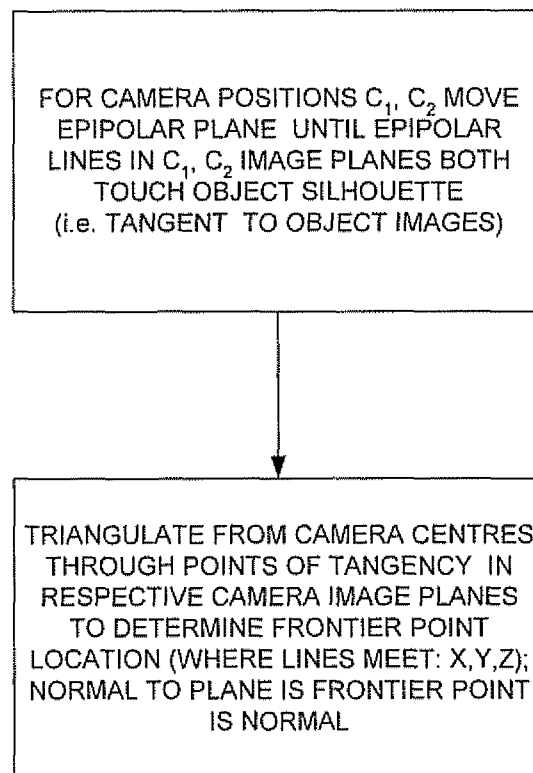 FOR CAMERA POSITIONS C₁, C₂ MOVE
EPIPOLAR PLANE UNTIL EPIPOLAR
LINES IN C₁, C₂ IMAGE PLANES BOTH
TOUCH OBJECT SILHOUETTE
(i.e. TANGENT TO OBJECT IMAGES)
TRIANGULATE FROM CAMERA CENTRES
THROUGH POINTS OF TANGENCY IN
RESPECTIVE CAMERA IMAGE PLANES
TO DETERMINE FRONTIER POINT
LOCATION (WHERE LINES MEET: X,Y,Z);
NORMAL TO PLANE IS FRONTIER POINT
IS NORMAL